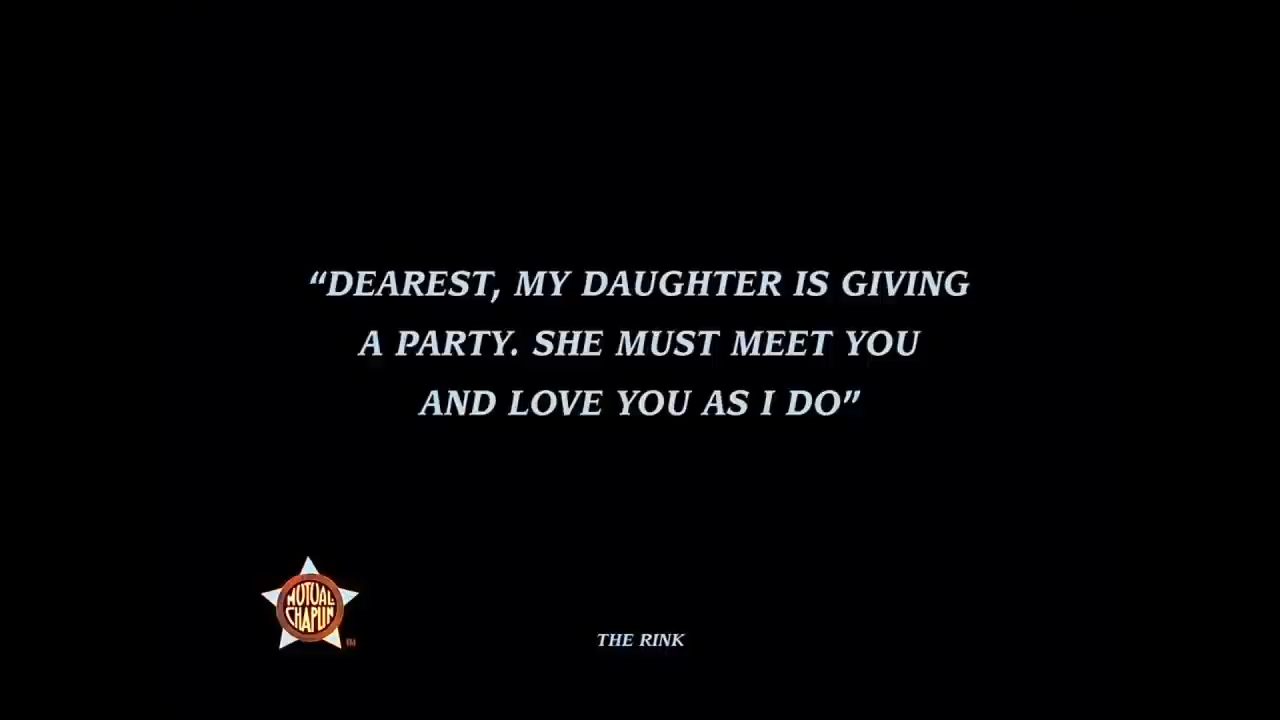 “DEAREST, MY DAUGHTER IS GIVING
A PARTY. SHE MUST MEET YOU
AND LOVE YOU AS I DO”
MUTUAL-
CHAPLIN
TM
THE RINK